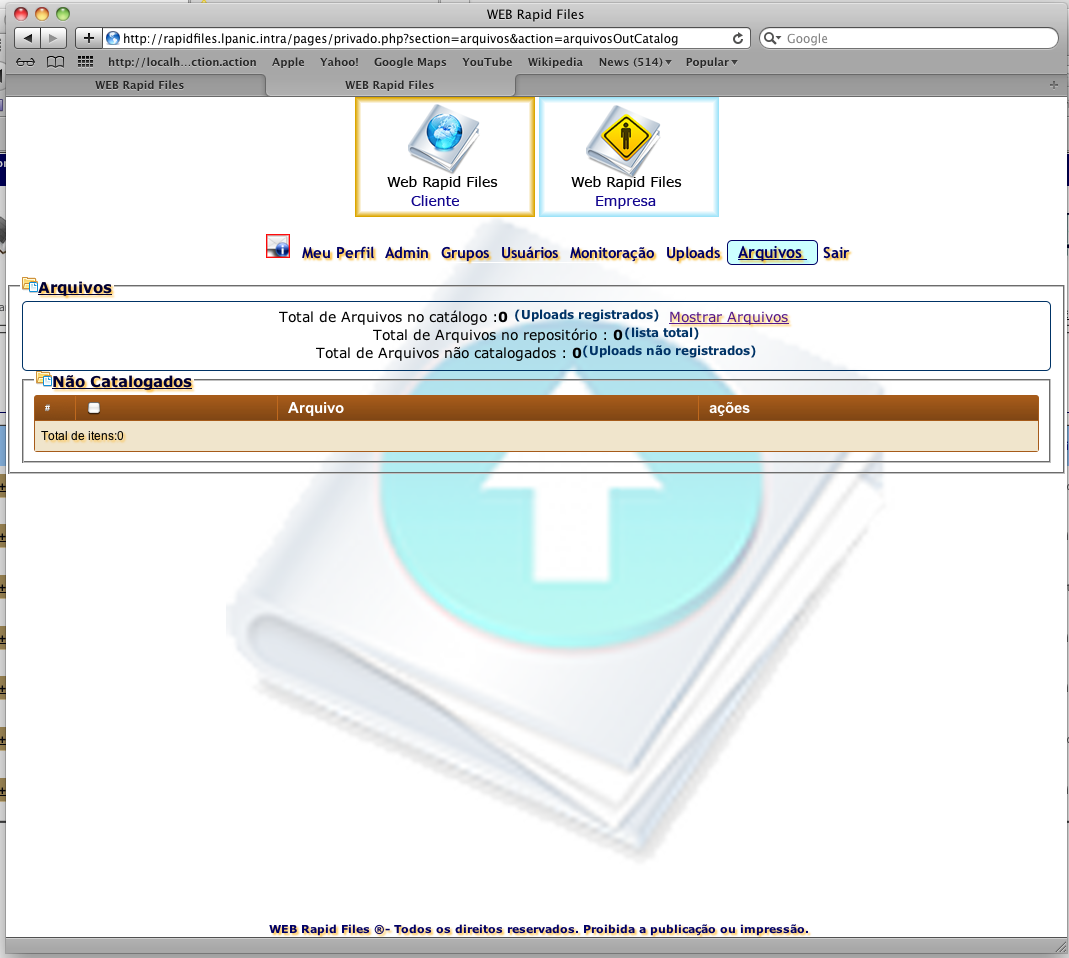 WEB Rapid Files
http://rapidfiles.lpanic.intra/pages/privado.php?section=arquivos&action=arquivosOutCatalog
Google
http://localh...ction.action Apple Yahoo! Google Maps YouTube Wikipedia News (514) Popular
WEB Rapid Files WEB Rapid Files
Web Rapid Files Web Rapid Files
Cliente Empresa
Meu Perfil Admin Grupos Usuários Monitoração Uploads Arquivos Sair
Arquivos
Total de Arquivos no catálogo :0 (Uploads registrados) Mostrar Arquivos
Total de Arquivos no repositório : 0(lista total)
Total de Arquivos não catalogados : 0(Uploads não registrados)
Não Catalogados
# Arquivo ações
Total de itens:0
WEB Rapid Files ®- Todos os direitos reservados. Proibida a publicação ou impressão.